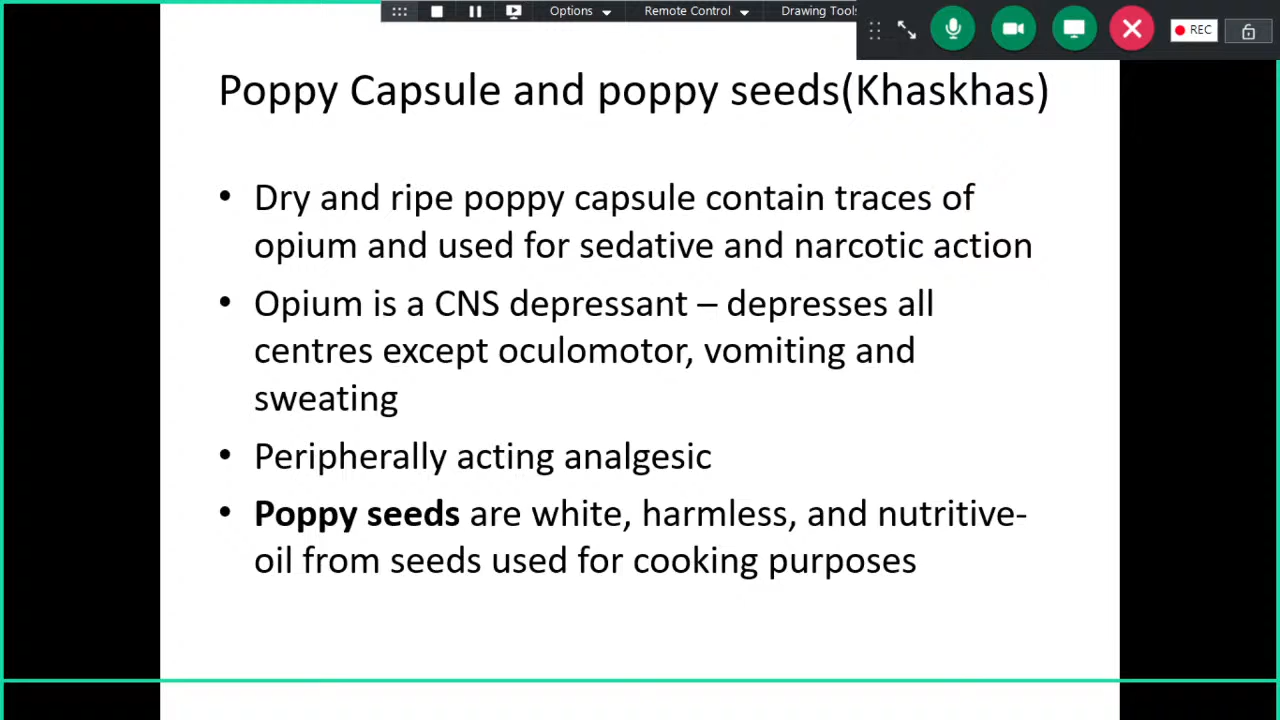 Options Remote Control Drawing Tools
REC
Poppy Capsule and poppy seeds(Khaskhas)
• Dry and ripe poppy capsule contain traces of
opium and used for sedative and narcotic action
• Opium is a CNS depressant – depresses all
centres except oculomotor, vomiting and
sweating
• Peripherally acting analgesic
• Poppy seeds are white, harmless, and nutritive-
oil from seeds used for cooking purposes